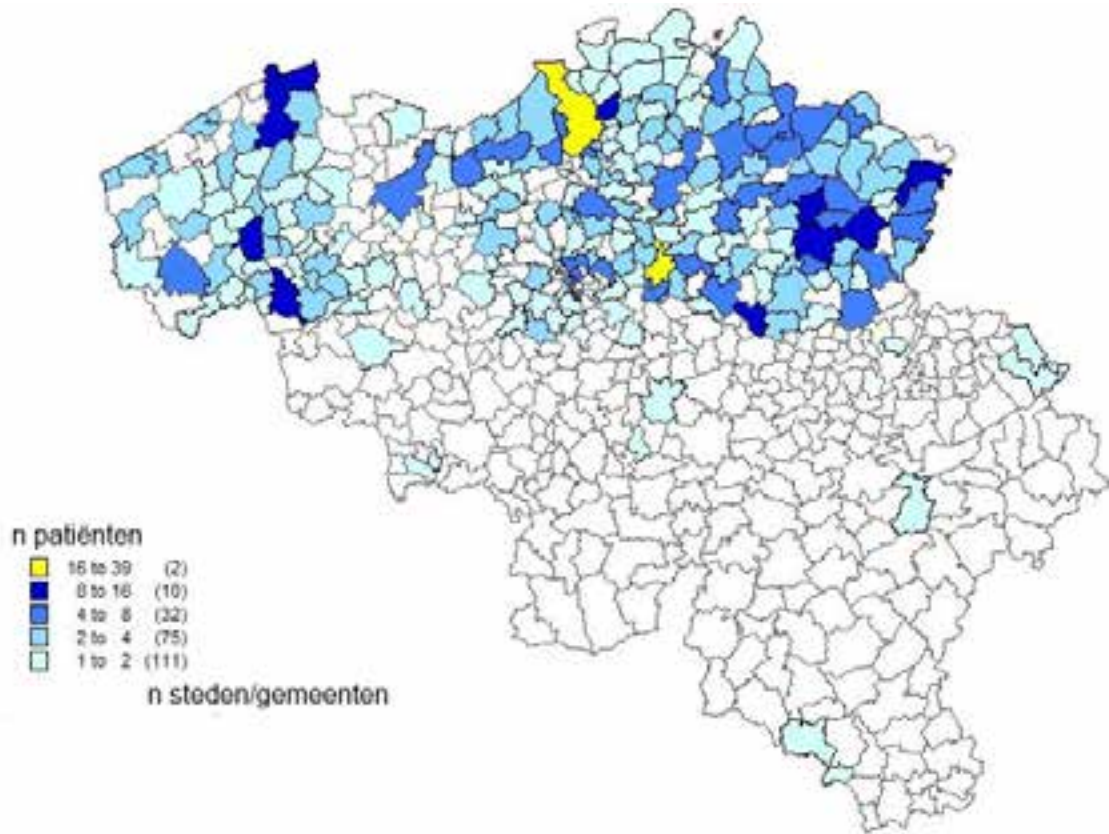 n patiënten
16 to 39 (2)
8 to 16 (10)
4 to 8 (32)
2 to 4 (75)
1 to 2 (111)
n steden/gemeenten